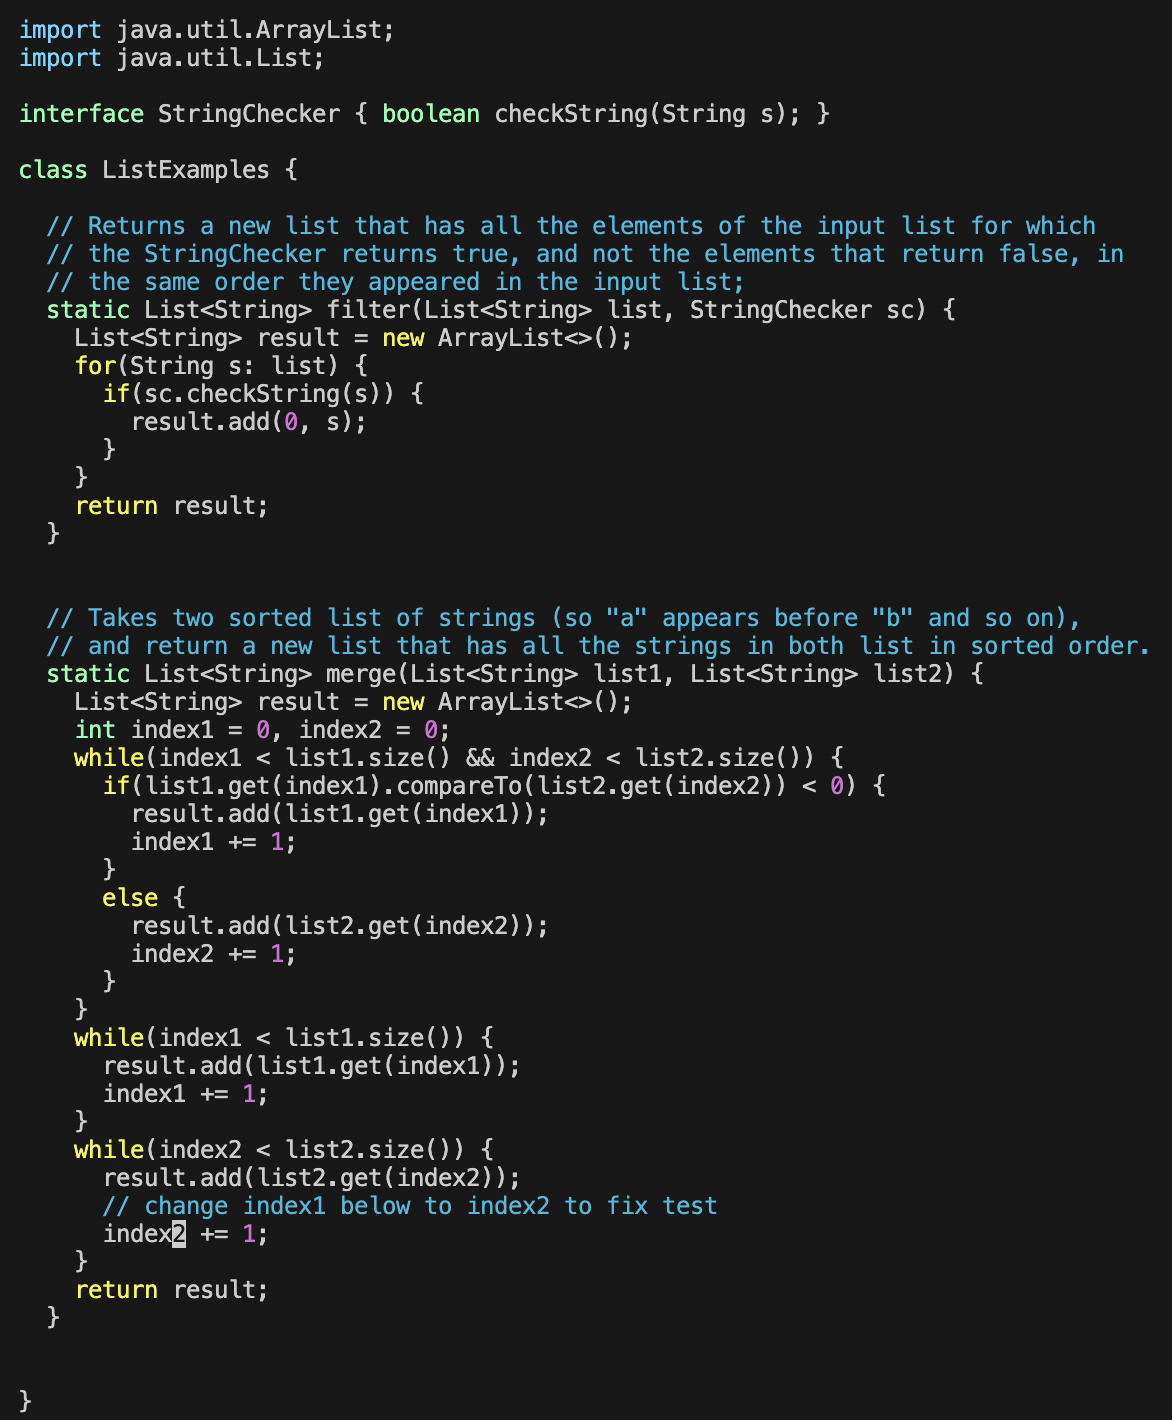 import java.util.ArrayList;
import java.util.List;

interface StringChecker { boolean checkString(String s); }

class ListExamples {

  // Returns a new list that has all the elements of the input list for which
  // the StringChecker returns true, and not the elements that return false, in
  // the same order they appeared in the input list;
  static List<String> filter(List<String> list, StringChecker sc) {
    List<String> result = new ArrayList<>();
    for(String s: list) {
      if(sc.checkString(s)) {
        result.add(0, s);
      }
    }
    return result;
  }


  // Takes two sorted list of strings (so "a" appears before "b" and so on),
  // and return a new list that has all the strings in both list in sorted order.
  static List<String> merge(List<String> list1, List<String> list2) {
    List<String> result = new ArrayList<>();
    int index1 = 0, index2 = 0;
    while(index1 < list1.size() && index2 < list2.size()) {
      if(list1.get(index1).compareTo(list2.get(index2)) < 0) {
        result.add(list1.get(index1));
        index1 += 1;
      }
      else {
        result.add(list2.get(index2));
        index2 += 1;
      }
    }
    while(index1 < list1.size()) {
      result.add(list1.get(index1));
      index1 += 1;
    }
    while(index2 < list2.size()) {
      result.add(list2.get(index2));
      // change index1 below to index2 to fix test
      index2 += 1;
    }
    return result;
  }


}